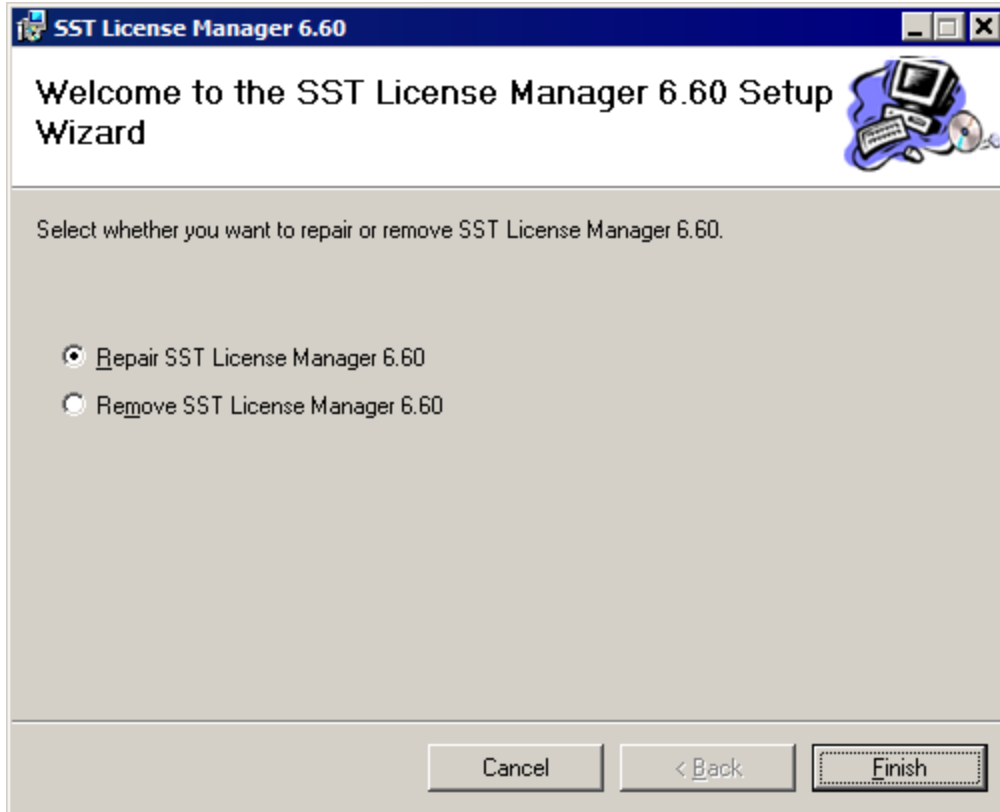 SST License Manager 6.60
Welcome to the SST License Manager 6.60 Setup
Wizard
Select whether you want to repair or remove SST License Manager 6.60.
Repair SST License Manager 6.60
Remove SST License Manager 6.60
Cancel
< Back
Finish